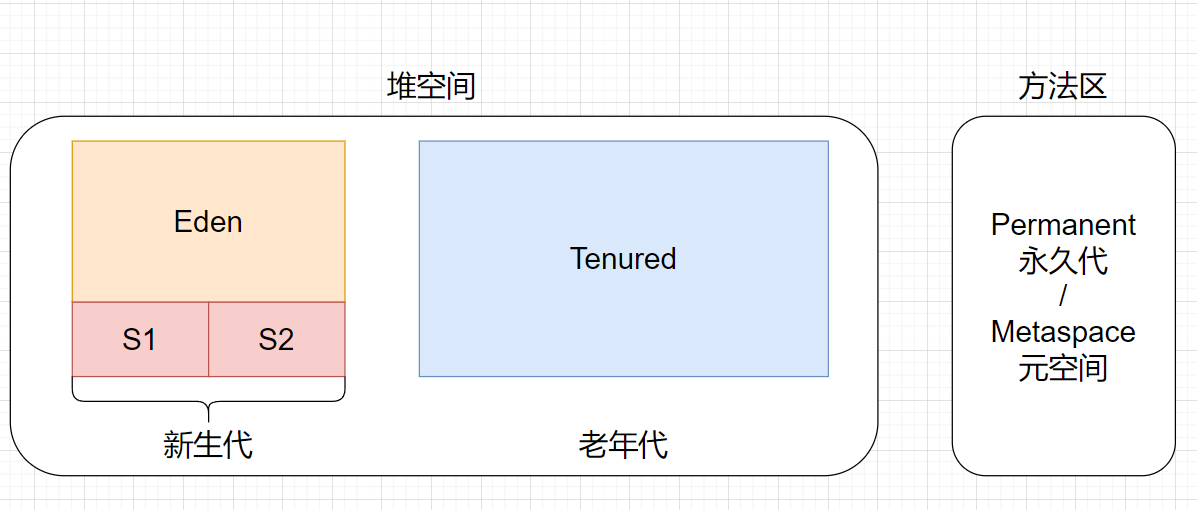 堆空间
方法区
Eden
S1
S2
新生代
Tenured
老年代
Permanent
永久代
/
Metaspace
元空间